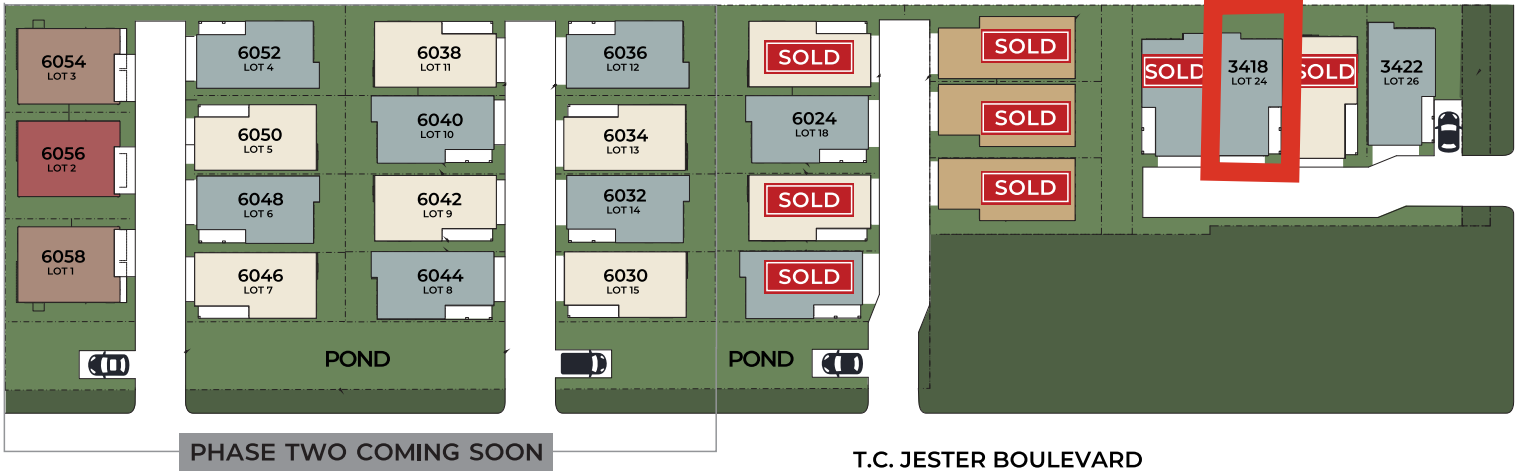 6054
LOT 3
6052
LOT 4
6038
LOT 11
6036
LOT 12
SOLD
SOLD
SOLD
3418
LOT 24
SOLD
3422
LOT 26
6056
LOT 2
6050
LOT 5
6040
LOT 10
6034
LOT 13
6024
LOT 18
SOLD
6048
LOT 6
6042
LOT 9
6032
LOT 14
SOLD
SOLD
6058
LOT 1
6046
LOT 7
6044
LOT 8
6030
LOT 15
SOLD
POND
POND
PHASE TWO COMING SOON
T.C. JESTER BOULEVARD